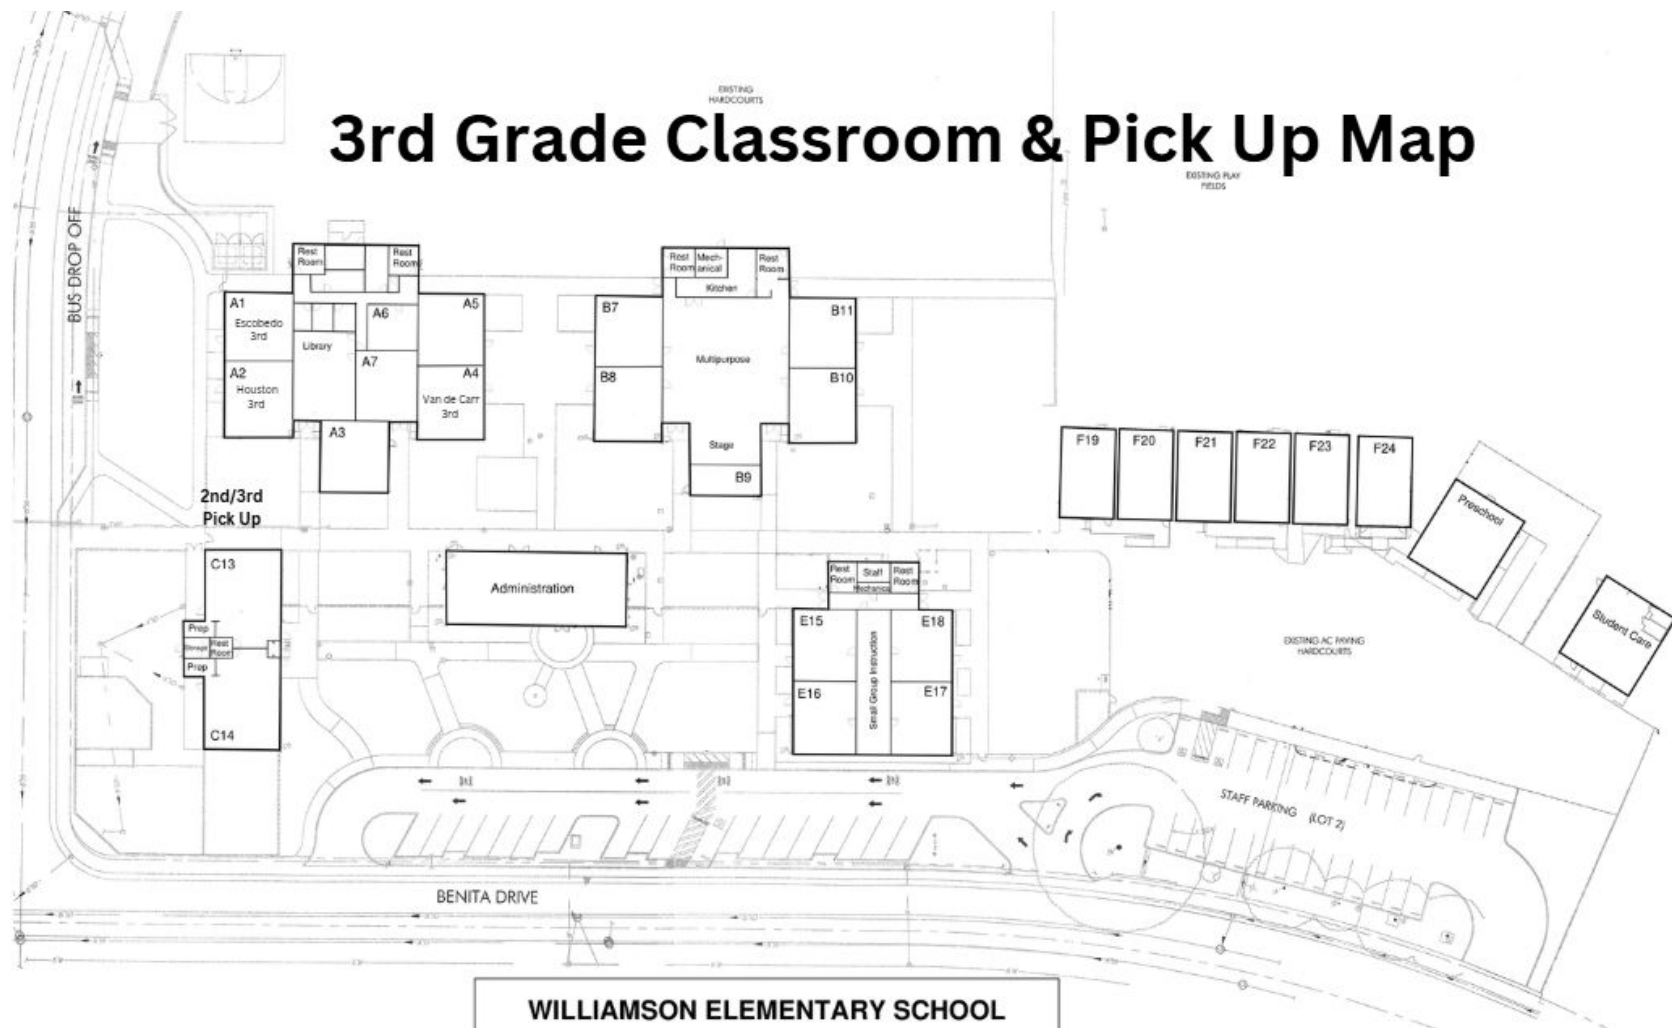 EXISTING
HARDCOURTS
3rd Grade Classroom & Pick Up Map
EXISTING PLAY
FIELDS
BUS DROP OFF
Rest
Room
Rest
Room
A1
Escobedo
3rd
A2
Houston
3rd
Library
A6
A7
A5
A4
Van de Carr
3rd
A3
Rest
Room
Mech-
anical
Rest
Room
Kitchen
B7
B8
Multipurpose
B11
B10
Stage
B9
F19
F20
F21
F22
F23
F24
Preschool
Student Care
2nd/3rd
Pick Up
C13
Prep
Storage
Rest
Room
Prep
C14
Administration
Rest
Room
Staff
Mechanical
Rest
Room
E15
E18
E16
E17
Small Group Instruction
EXISTING AC PAVING
HARDCOURTS
STAFF PARKING (LOT 2)
BENITA DRIVE
WILLIAMSON ELEMENTARY SCHOOL